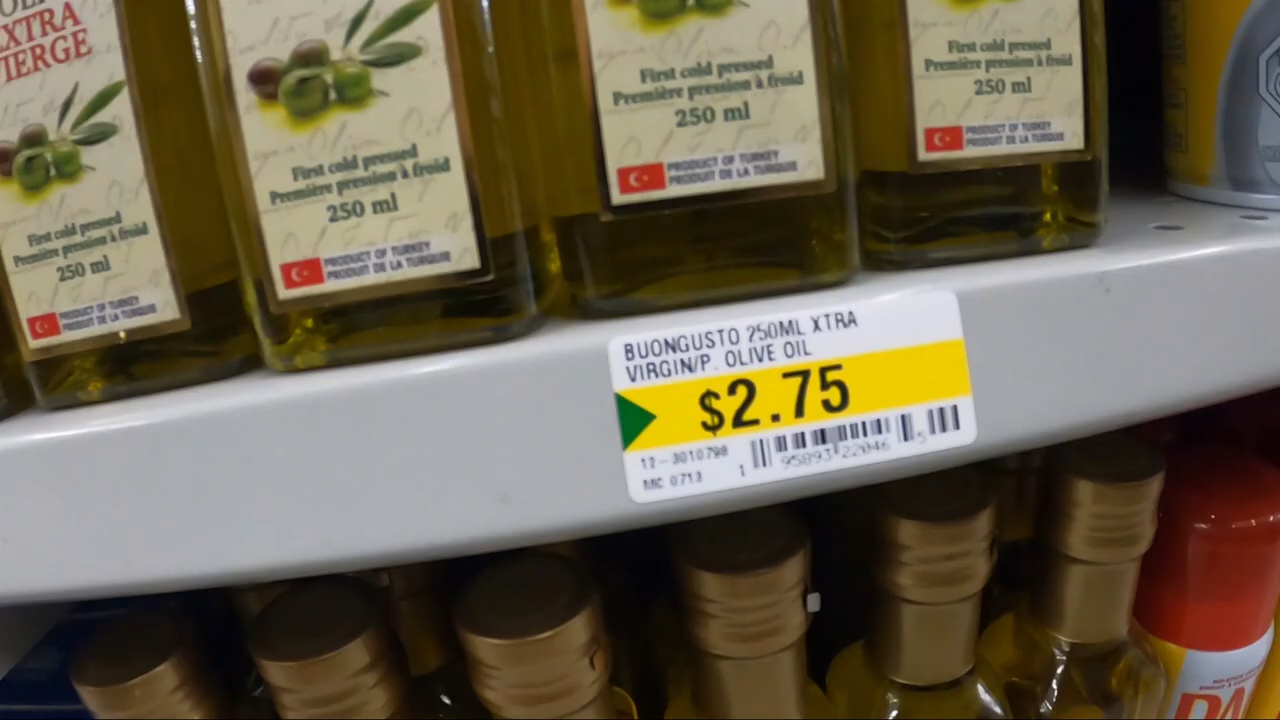 EXTRA
VIERGE
First cold pressed
Première pression à froid
250 ml
PRODUCT OF TURKEY
PRODUIT DE LA TURQUIE
First cold pressed
Première pression à froid
250 ml
PRODUCT OF TURKEY
PRODUIT DE LA TURQUIE
First cold pressed
Première pression à froid
250 ml
PRODUCT OF TURKEY
PRODUIT DE LA TURQUIE
First cold pressed
Première pression à froid
250 ml
PRODUCT OF TURKEY
PRODUIT DE LA TURQUIE
BUONGUSTO 250ML XTRA
VIRGIN/P. OLIVE OIL
$2.75
12-3010798
MC 0713
1 95893 22046 5